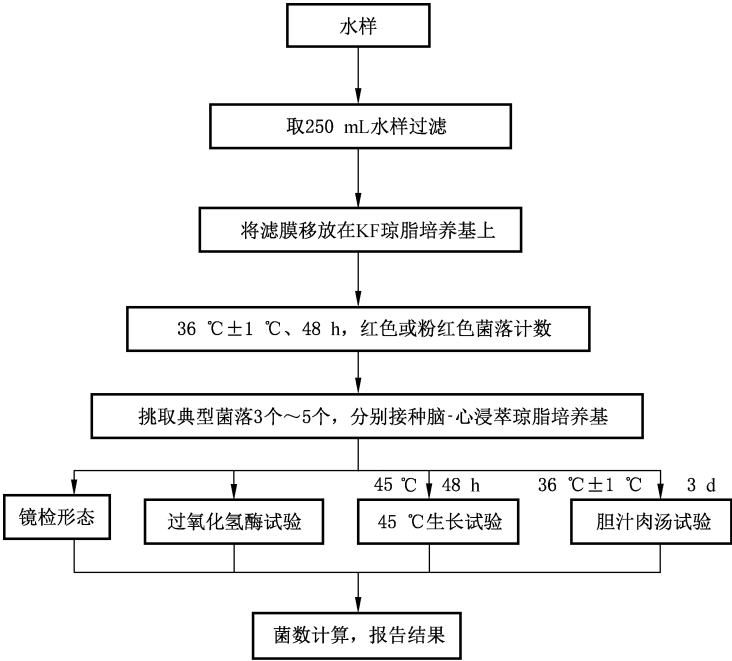 水样
取250 mL水样过滤
将滤膜移放在KF琼脂培养基上
36 ℃±1 ℃、48 h，红色或粉红色菌落计数
挑取典型菌落3个～5个，分别接种脑-心浸萃琼脂培养基
45 ℃ 48 h
36 ℃±1 ℃ 3 d
镜检形态
过氧化氢酶试验
45 ℃生长试验
胆汁肉汤试验
菌数计算，报告结果